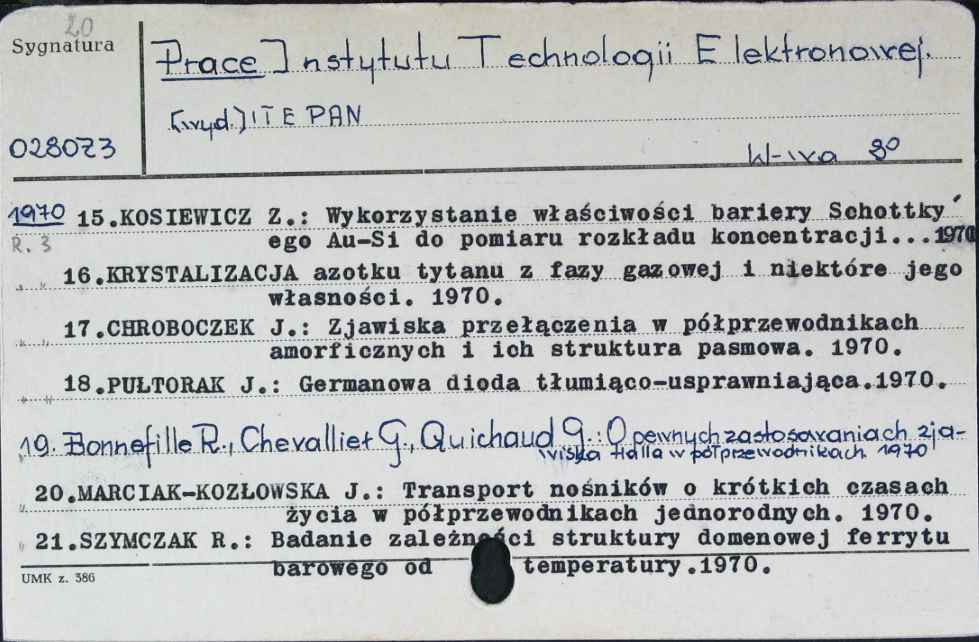 20
Sygnatura
Prace Instytutu Technologii Elektronowej.
[wyd.] ITE PAN
028073
W-wa 8°
1970 15.KOSIEWICZ Z.: Wykorzystanie właściwości bariery Schottky'
R. 3 ego Au-Si do pomiaru rozkładu koncentracji...1970
„ „ 16.KRYSTALIZACJA azotku tytanu z fazy gazowej i niektóre jego
własności. 1970.
„ „ 17.CHROBOCZEK J.: Zjawiska przełączenia w półprzewodnikach
amorficznych i ich struktura pasmowa. 1970.
„ „ 18.PUŁTORAK J.: Germanowa dioda tłumiąco-usprawniająca.1970.
19. Bonnefille R., Chevallier G., Quichaud G.: O pewnych zastosowaniach zja-
wiska Halla w półprzewodnikach. 1970
„ 20.MARCIAK-KOZŁOWSKA J.: Transport nośników o krótkich czasach
życia w półprzewodnikach jednorodnych. 1970.
„ 21.SZYMCZAK R.: Badanie zależności struktury domenowej ferrytu
barowego od temperatury.1970.
UMK z. 386